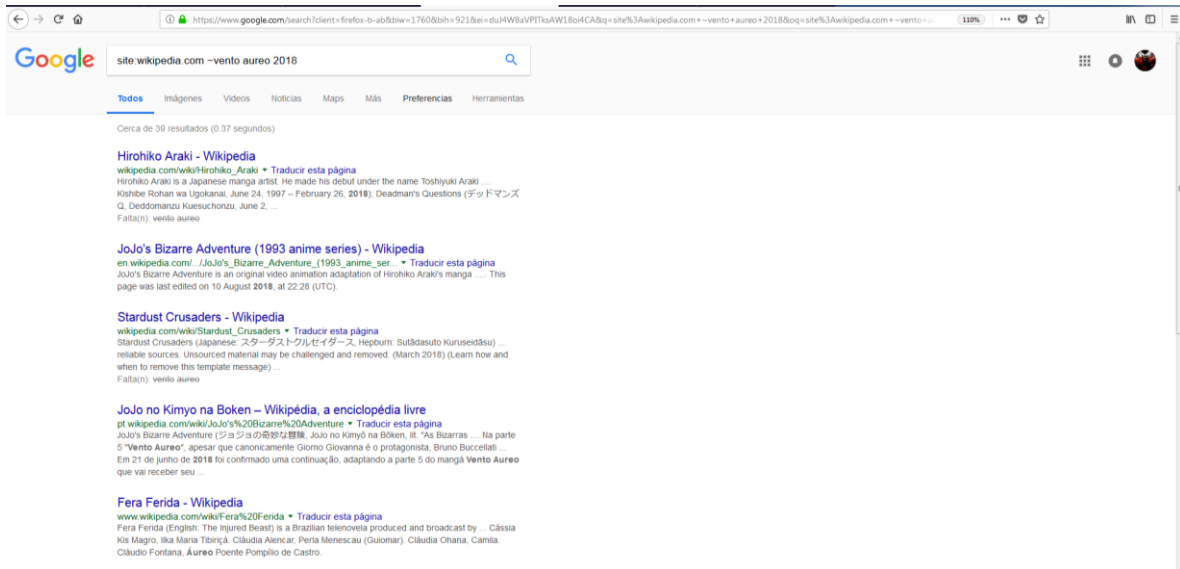 https://www.google.com/search?client=firefox-b-ab&biw=1760&bih=921&ei=duJ4W8aVPITksAW18oi4CA&q=site%3Awikipedia.com+~vento+aureo+2018&oq=site%3Awikipedia.com+~vento+
110%
Google
site:wikipedia.com ~vento aureo 2018
Todos Imágenes Videos Noticias Maps Más Preferencias Herramientas
Cerca de 39 resultados (0.37 segundos)
Hirohiko Araki - Wikipedia
wikipedia.com/wiki/Hirohiko_Araki ▾ Traducir esta página
Hirohiko Araki is a Japanese manga artist. He made his debut under the name Toshiyuki Araki ....
Kishibe Rohan wa Ugokanai, June 24, 1997 – February 26, 2018); Deadman's Questions (デッドマンズ
Q, Deddomanzu Kuesuchonzu, June 2, ...
Falta(n): vento aureo
JoJo's Bizarre Adventure (1993 anime series) - Wikipedia
en.wikipedia.com/.../JoJo's_Bizarre_Adventure_(1993_anime_ser... ▾ Traducir esta página
JoJo's Bizarre Adventure is an original video animation adaptation of Hirohiko Araki's manga ..... This
page was last edited on 10 August 2018, at 22:28 (UTC).
Stardust Crusaders - Wikipedia
wikipedia.com/wiki/Stardust_Crusaders ▾ Traducir esta página
Stardust Crusaders (Japanese: スターダストクルセイダース, Hepburn: Sutādasuto Kuruseidāsu) ...
reliable sources. Unsourced material may be challenged and removed. (March 2018) (Learn how and
when to remove this template message) ...
Falta(n): vento aureo
JoJo no Kimyo na Boken – Wikipédia, a enciclopédia livre
pt.wikipedia.com/wiki/JoJo's%20Bizarre%20Adventure ▾ Traducir esta página
JoJo's Bizarre Adventure (ジョジョの奇妙な冒険, JoJo no Kimyō na Bōken, lit. "As Bizarras .... Na parte
5 "Vento Aureo", apesar que canonicamente Giorno Giovanna é o protagonista, Bruno Buccellati ...
Em 21 de junho de 2018 foi confirmado uma continuação, adaptando a parte 5 do mangá Vento Aureo
que vai receber seu ...
Fera Ferida - Wikipedia
www.wikipedia.com/wiki/Fera%20Ferida ▾ Traducir esta página
Fera Ferida (English: The Injured Beast) is a Brazilian telenovela produced and broadcast by ... Cássia
Kis Magro, Ilka Maria Tibiriçá. Cláudia Alencar, Perla Menescau (Guiomar). Cláudia Ohana, Camila.
Cláudio Fontana, Áureo Poente Pompílio de Castro.